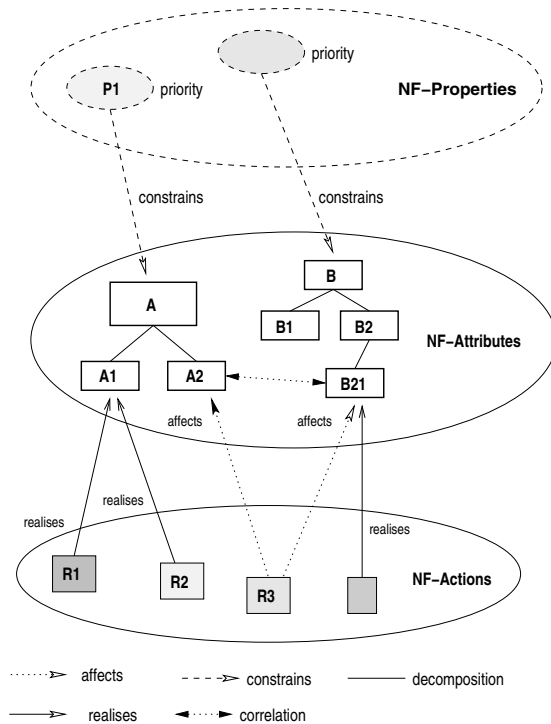 priority
P1
priority
NF-Properties
constrains
constrains
B
A
B1
B2
NF-Attributes
A1
A2
B21
affects
affects
realises
realises
realises
R1
R2
R3
NF-Actions
affects
constrains
decomposition
realises
correlation